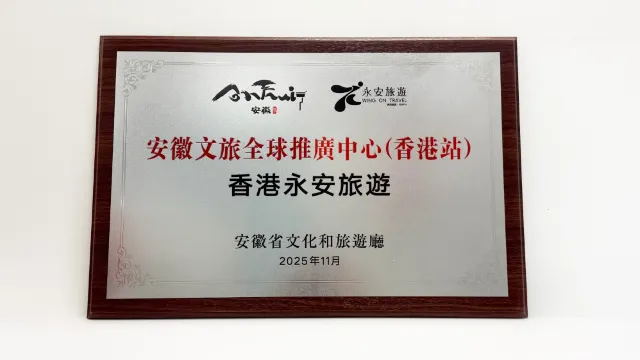 AnHui 永安旅遊
安徽 WING ON TRAVEL
安徽文旅全球推廣中心(香港站)
香港永安旅遊
安徽省文化和旅遊廳
2025年11月